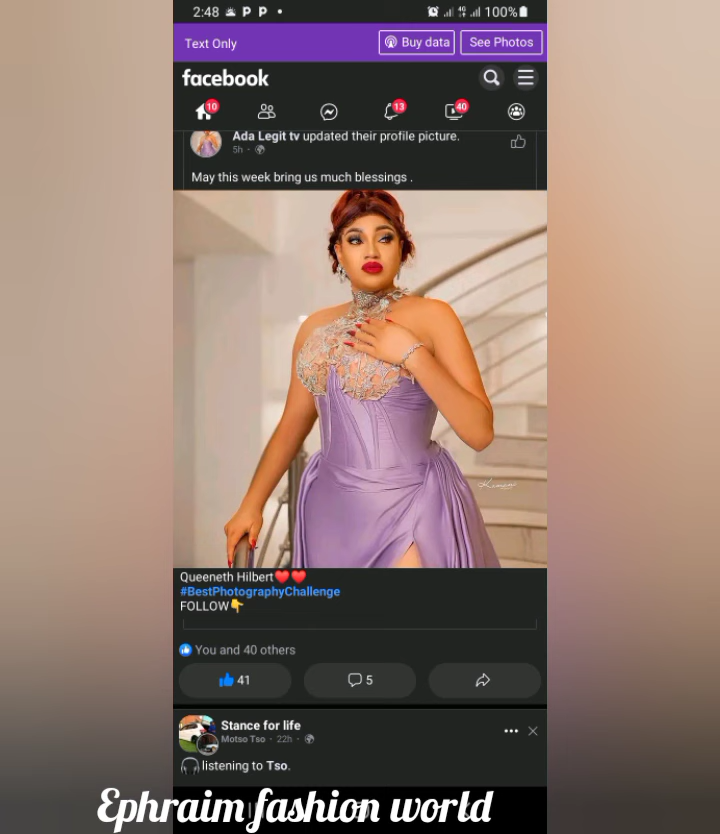 2:48 P P 4G 100%
Text Only Buy data See Photos
facebook
10 13 40
Ada Legit tv updated their profile picture.
5h
May this week bring us much blessings .
Queeneth Hilbert❤️❤️
#BestPhotographyChallenge
FOLLOW👇
You and 40 others
41 5
Stance for life
Motso Tso · 22h ·
listening to Tso.
Ephraim fashion world